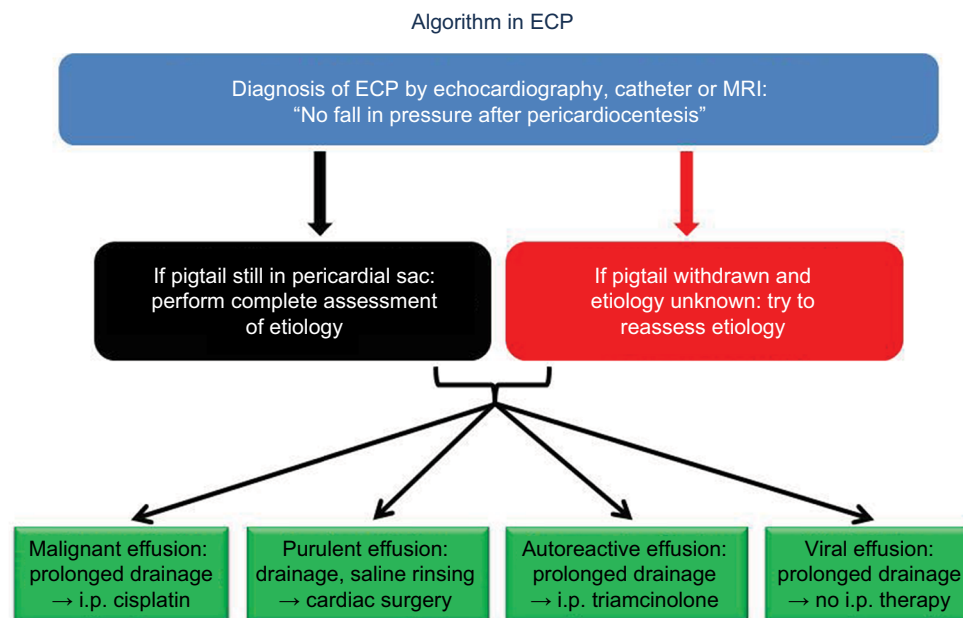 Algorithm in ECP
Diagnosis of ECP by echocardiography, catheter or MRI:
“No fall in pressure after pericardiocentesis”
If pigtail still in pericardial sac:
perform complete assessment
of etiology
If pigtail withdrawn and
etiology unknown: try to
reassess etiology
Malignant effusion:
prolonged drainage
→ i.p. cisplatin
Purulent effusion:
drainage, saline rinsing
→ cardiac surgery
Autoreactive effusion:
prolonged drainage
→ i.p. triamcinolone
Viral effusion:
prolonged drainage
→ no i.p. therapy